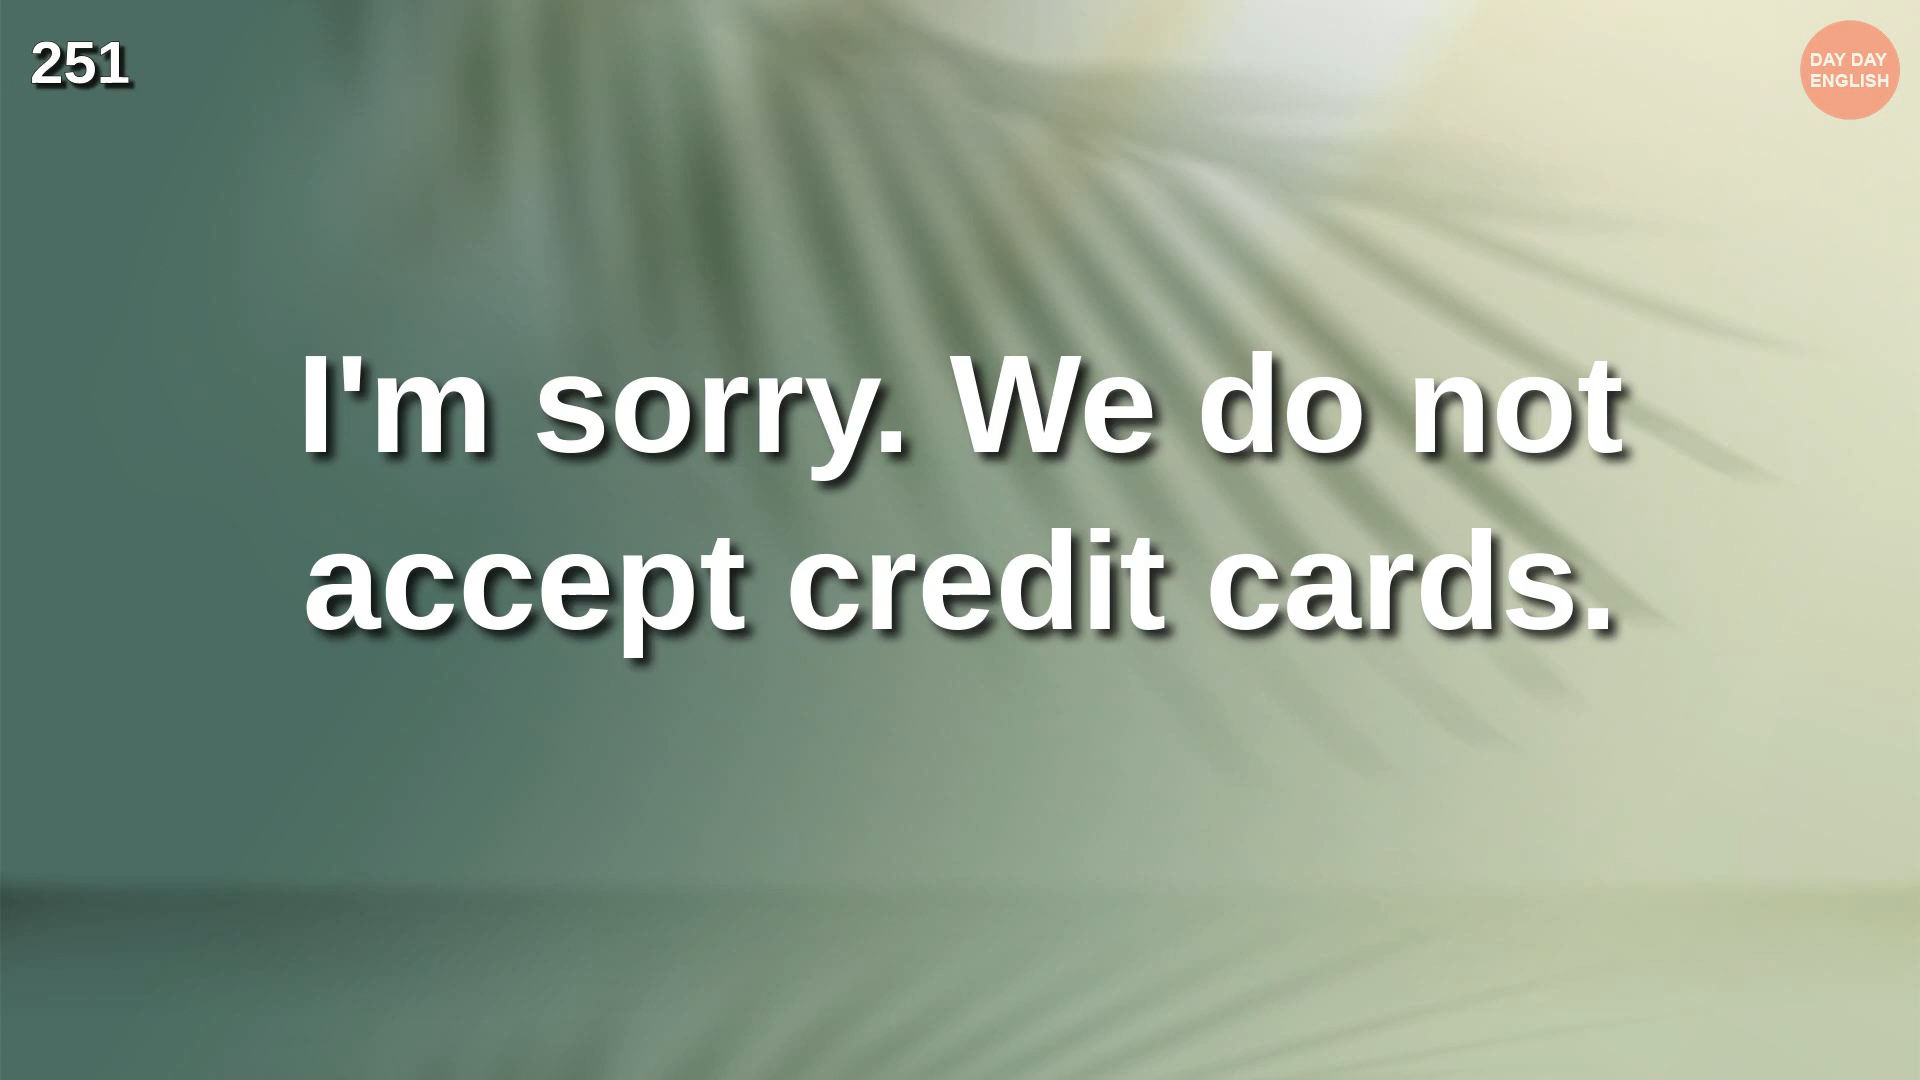 251
DAY DAY
ENGLISH
I'm sorry. We do not
accept credit cards.